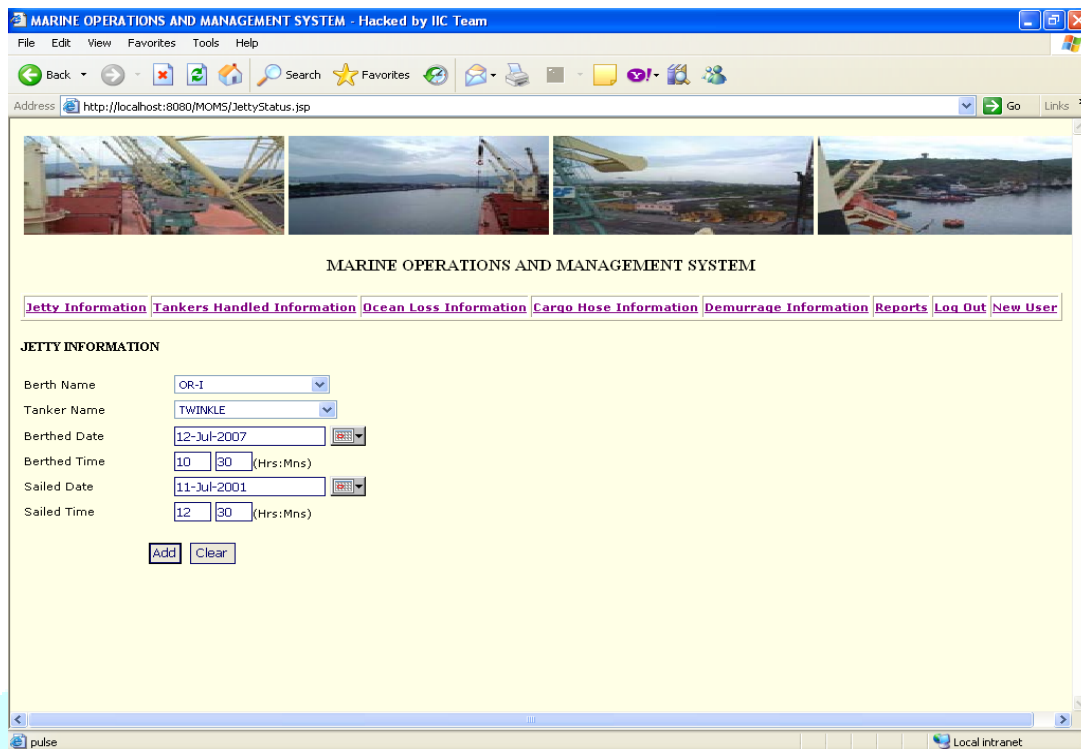 MARINE OPERATIONS AND MANAGEMENT SYSTEM - Hacked by IIC Team
File Edit View Favorites Tools Help
Back Search Favorites
Address http://localhost:8080/MOMS/JettyStatus.jsp Go Links
MARINE OPERATIONS AND MANAGEMENT SYSTEM
Jetty Information Tankers Handled Information Ocean Loss Information Cargo Hose Information Demurrage Information Reports Log Out New User
JETTY INFORMATION
Berth Name OR-I
Tanker Name TWINKLE
Berthed Date 12-Jul-2007
Berthed Time 10 30 (Hrs:Mns)
Sailed Date 11-Jul-2001
Sailed Time 12 30 (Hrs:Mns)
Add Clear
pulse Local intranet